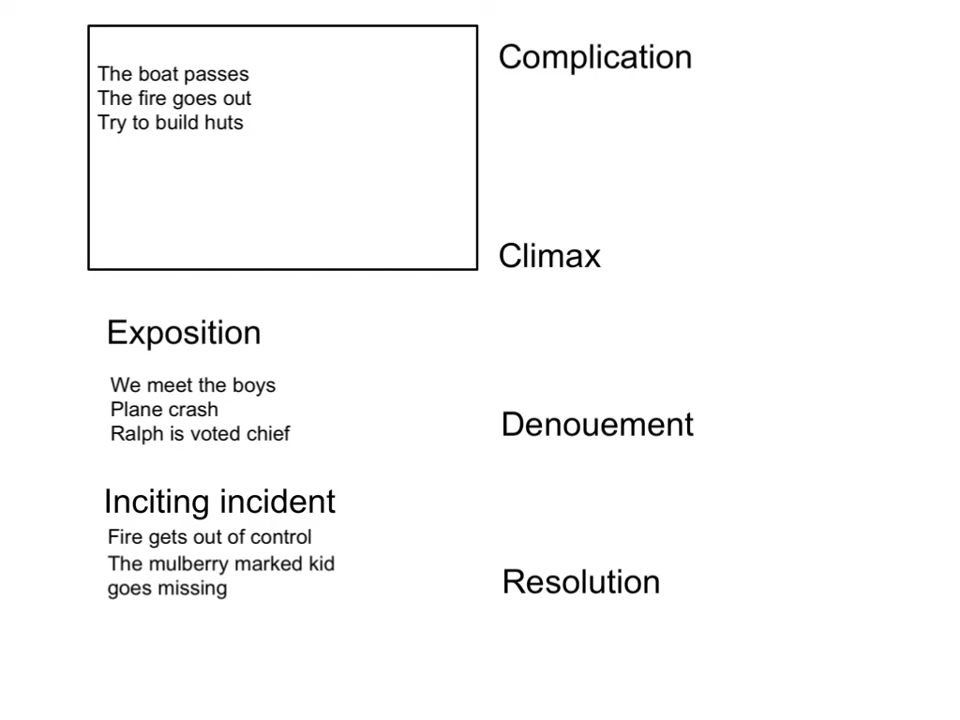 The boat passes
The fire goes out
Try to build huts
Exposition
We meet the boys
Plane crash
Ralph is voted chief
Inciting incident
Fire gets out of control
The mulberry marked kid
goes missing
Complication
Climax
Denouement
Resolution